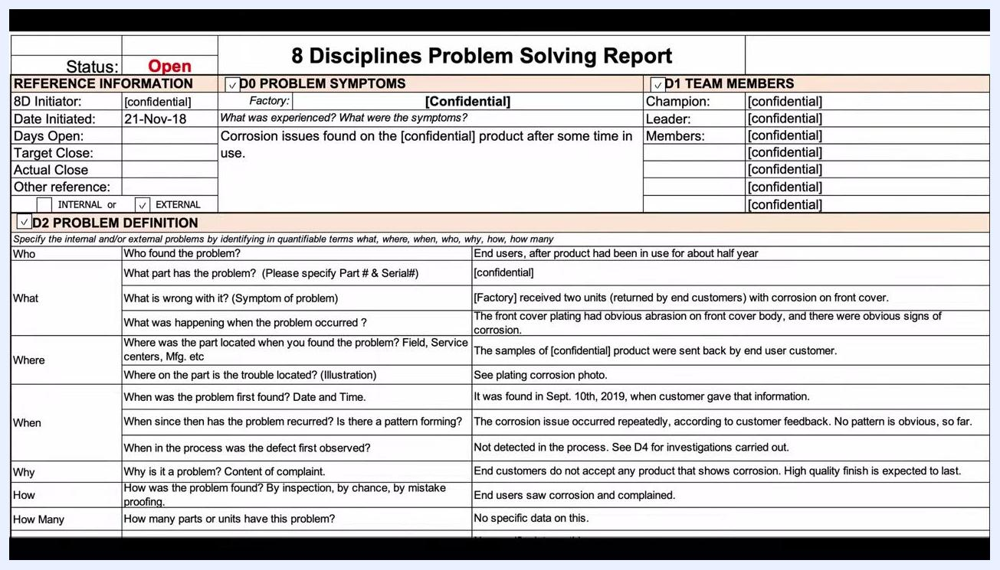 8 Disciplines Problem Solving Report
Status: Open
REFERENCE INFORMATION
8D Initiator: [confidential]
Date Initiated: 21-Nov-18
Days Open:
Target Close:
Actual Close
Other reference:
INTERNAL or EXTERNAL
D0 PROBLEM SYMPTOMS
Factory: [Confidential]
What was experienced? What were the symptoms?
Corrosion issues found on the [confidential] product after some time in
use.
D1 TEAM MEMBERS
Champion: [confidential]
Leader: [confidential]
Members: [confidential]
[confidential]
[confidential]
[confidential]
[confidential]
D2 PROBLEM DEFINITION
Specify the internal and/or external problems by identifying in quantifiable terms what, where, when, who, why, how, how many
Who
Who found the problem?
End users, after product had been in use for about half year
What
What part has the problem? (Please specify Part # & Serial#)
[confidential]
What is wrong with it? (Symptom of problem)
[Factory] received two units (returned by end customers) with corrosion on front cover.
What was happening when the problem occurred ?
The front cover plating had obvious abrasion on front cover body, and there were obvious signs of
corrosion.
Where
Where was the part located when you found the problem? Field, Service
centers, Mfg. etc
The samples of [confidential] product were sent back by end user customer.
Where on the part is the trouble located? (Illustration)
See plating corrosion photo.
When
When was the problem first found? Date and Time.
It was found in Sept. 10th, 2019, when customer gave that information.
When since then has the problem recurred? Is there a pattern forming?
The corrosion issue occurred repeatedly, according to customer feedback. No pattern is obvious, so far.
When in the process was the defect first observed?
Not detected in the process. See D4 for investigations carried out.
Why
Why is it a problem? Content of complaint.
End customers do not accept any product that shows corrosion. High quality finish is expected to last.
How
How was the problem found? By inspection, by chance, by mistake
proofing.
End users saw corrosion and complained.
How Many
How many parts or units have this problem?
No specific data on this.